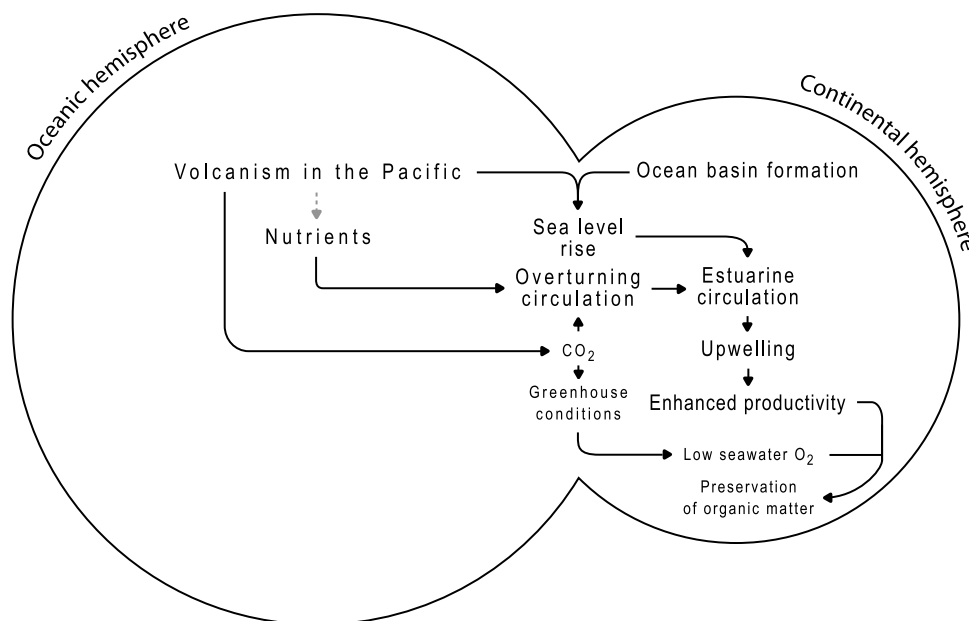 Oceanic hemisphere
Continental hemisphere
Volcanism in the Pacific
Ocean basin formation
Nutrients
Sea level
rise
Overturning
circulation
Estuarine
circulation
CO₂
Upwelling
Greenhouse
conditions
Enhanced productivity
Low seawater O₂
Preservation
of organic matter